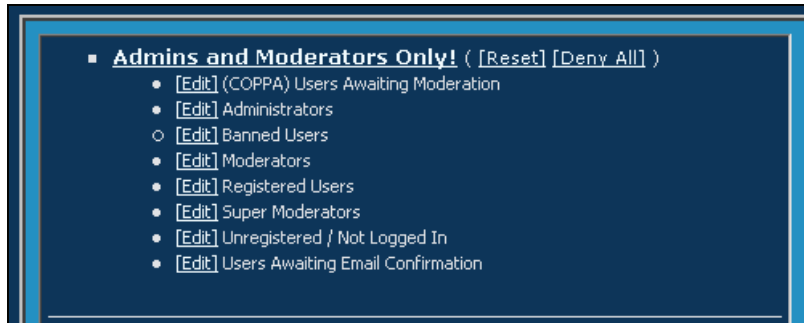 Admins and Moderators Only! ( [Reset] [Deny All] )
[Edit] (COPPA) Users Awaiting Moderation
[Edit] Administrators
[Edit] Banned Users
[Edit] Moderators
[Edit] Registered Users
[Edit] Super Moderators
[Edit] Unregistered / Not Logged In
[Edit] Users Awaiting Email Confirmation